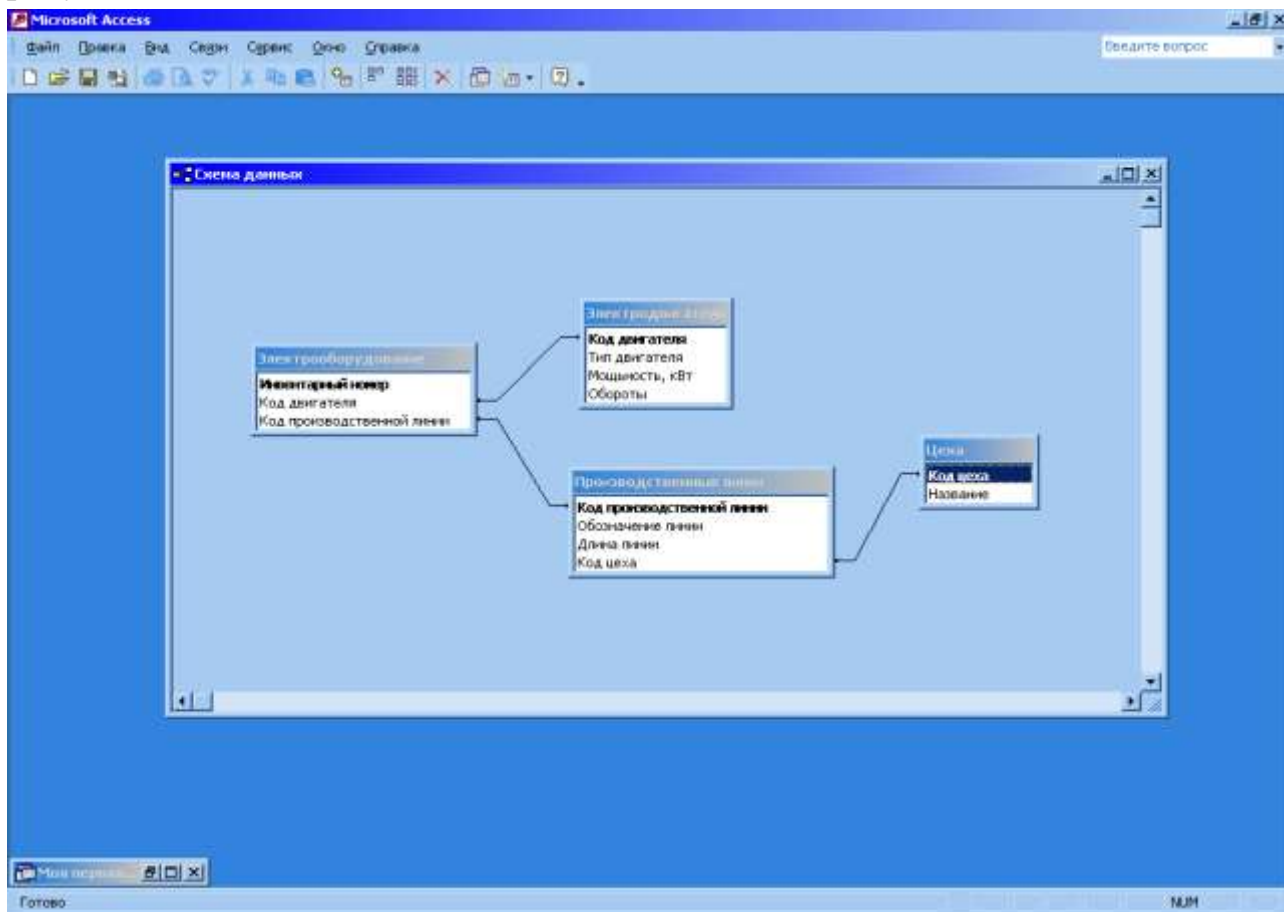 Microsoft Access
Файл Правка Вид Связи Сервис Окно Справка
Введите вопрос
Схема данных
Электрооборудование
Инвентарный номер
Код двигателя
Код производственной линии
Код двигателя
Тип двигателя
Мощьность, кВт
Обороты
Производственные линии
Код производственной линии
Обозначение линии
Длина линии
Код цеха
Цеха
Код цеха
Название
Моя
Готово
NUM